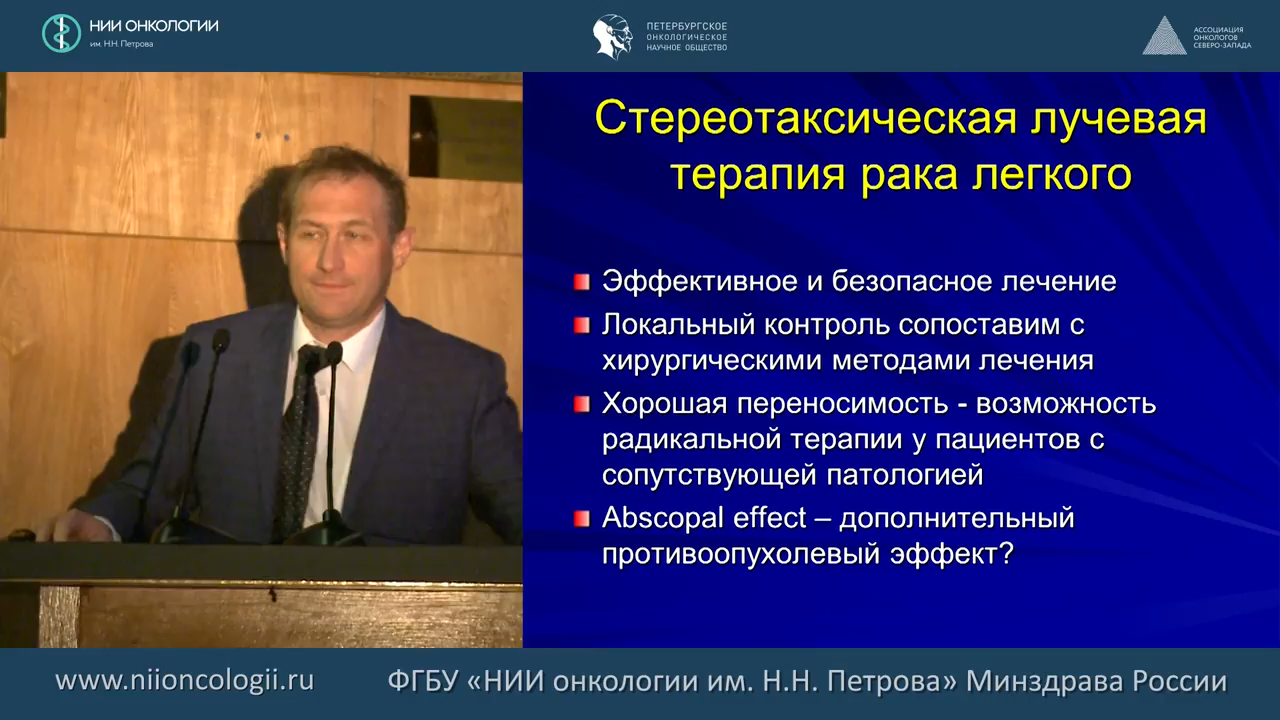 НИИ ОНКОЛОГИИ
им. Н.Н. Петрова
ПЕТЕРБУРГСКОЕ
ОНКОЛОГИЧЕСКОЕ
НАУЧНОЕ ОБЩЕСТВО
АССОЦИАЦИЯ
ОНКОЛОГОВ
СЕВЕРО-ЗАПАДА
Стереотаксическая лучевая
терапия рака легкого
Эффективное и безопасное лечение
Локальный контроль сопоставим с
хирургическими методами лечения
Хорошая переносимость - возможность
радикальной терапии у пациентов с
сопутствующей патологией
Abscopal effect – дополнительный
противоопухолевый эффект?
www.niioncologii.ru
ФГБУ «НИИ онкологии им. Н.Н. Петрова» Минздрава России